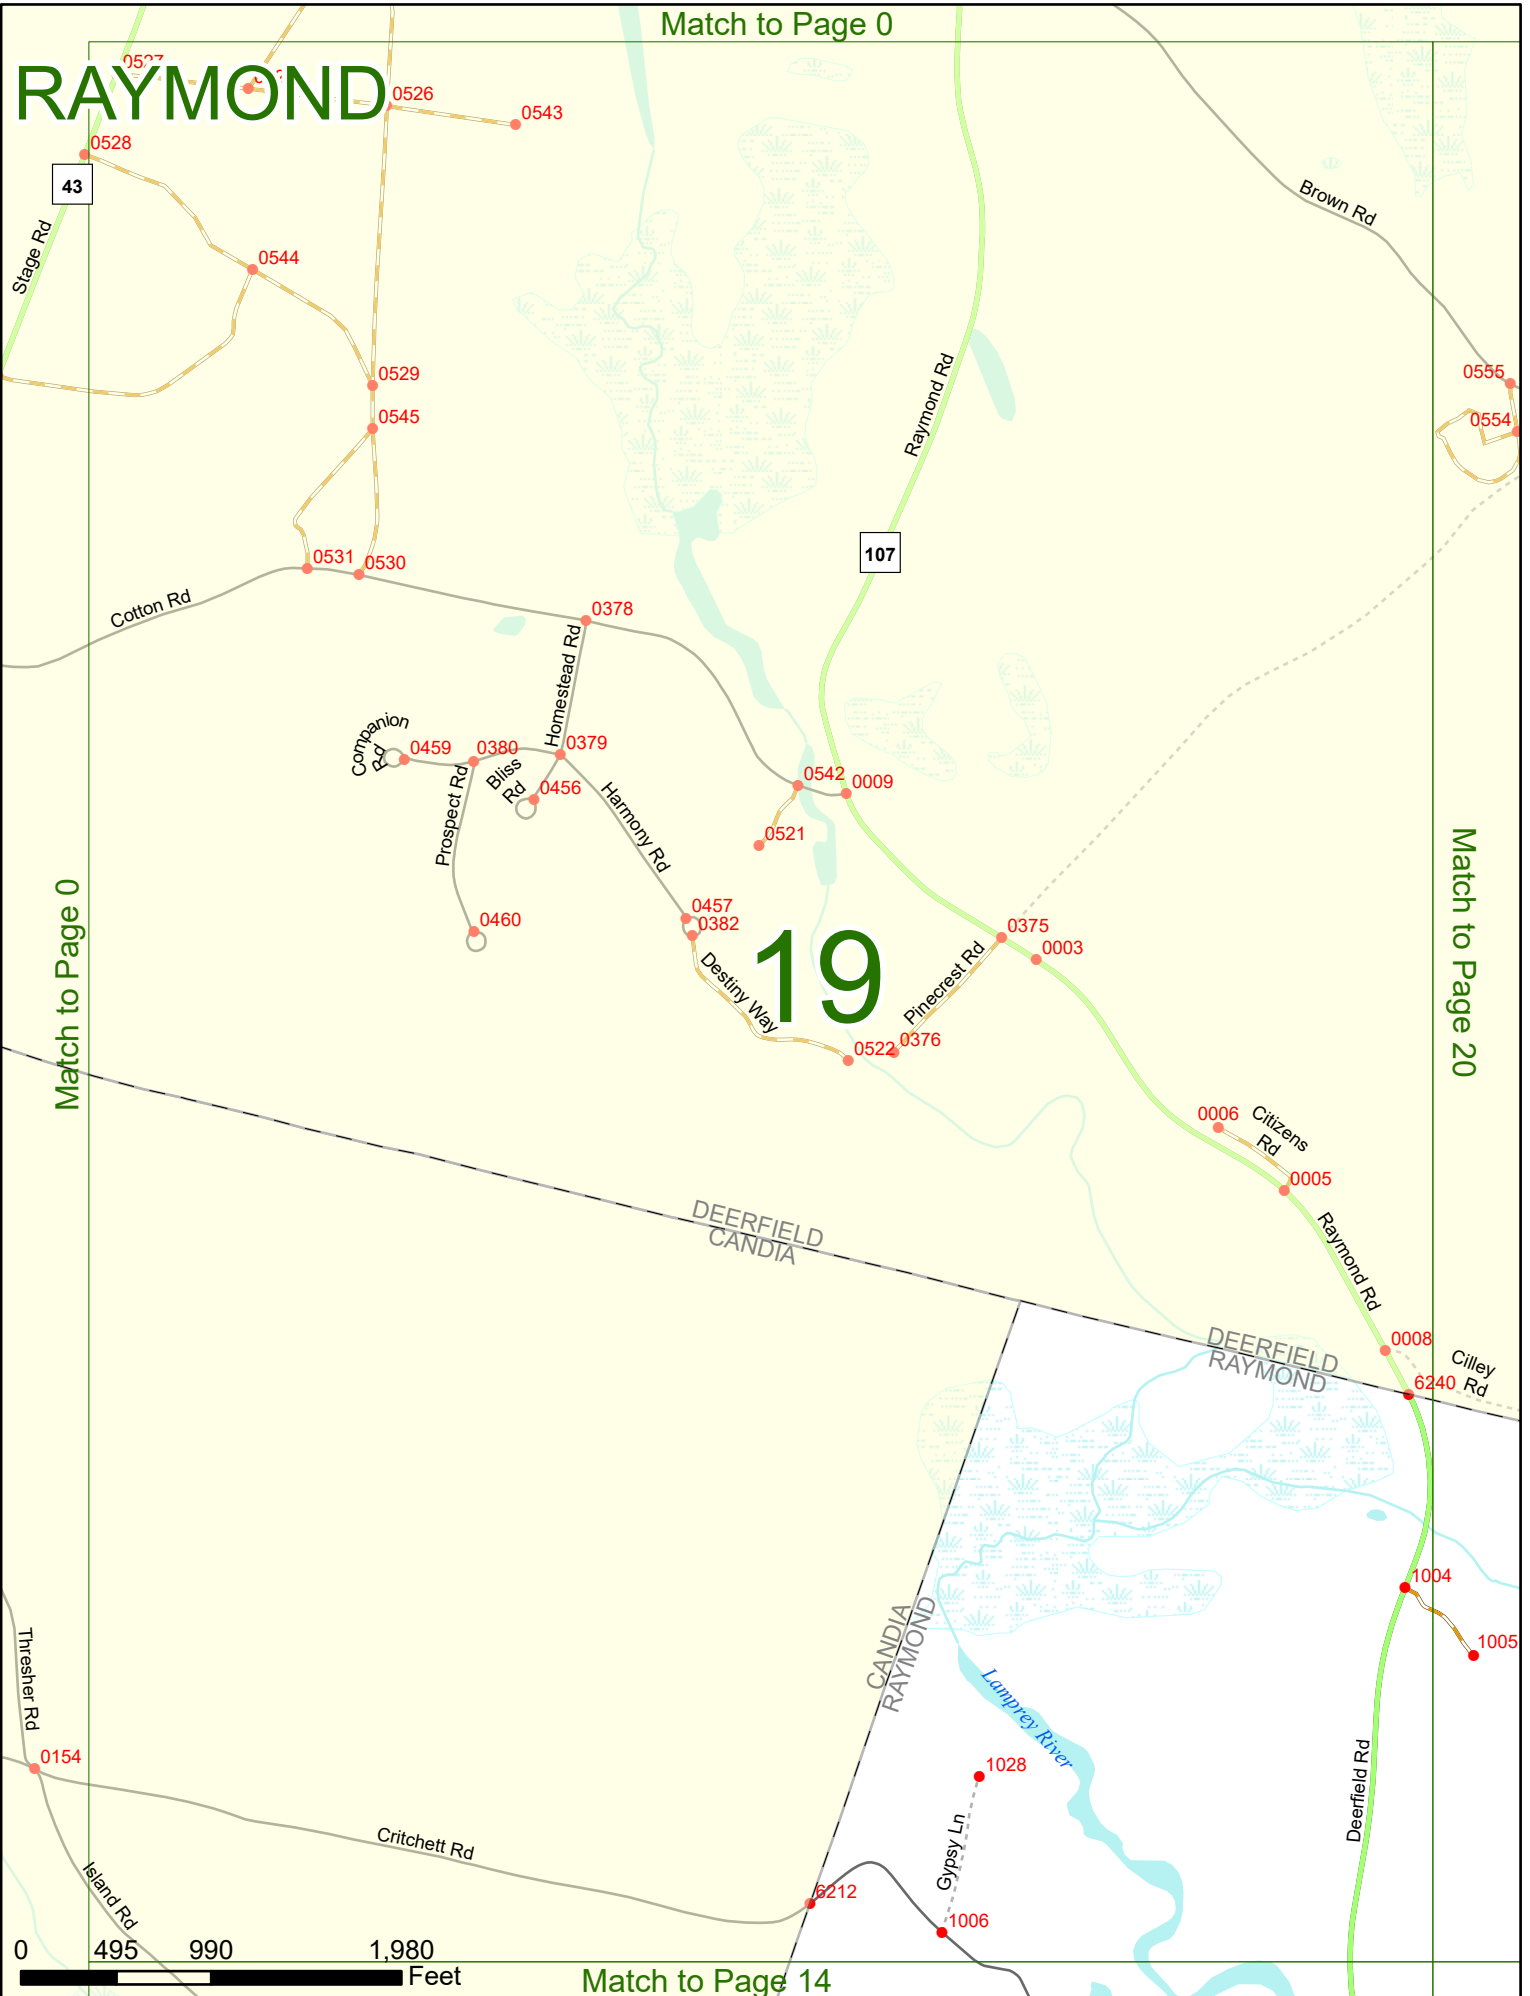 Match to Page 0
RAYMOND
0527
0526
0543
0528
43
Stage Rd
0544
Brown Rd
0529
0545
Raymond Rd
0555
0554
107
0531
0530
Cotton Rd
0378
Homestead Rd
Companion
Rd
0459
0380
0379
Bliss
Rd
0456
Prospect Rd
Harmony Rd
0542
0009
0521
0460
0457
0382
19
Destiny Way
0375
0003
Pinecrest Rd
0522
0376
Match to Page 0
Match to Page 20
0006
Citizens
Rd
0005
Raymond Rd
DEERFIELD
CANDIA
DEERFIELD
RAYMOND
0008
Cilley
Rd
6240
1004
1005
CANDIA
RAYMOND
Lamprey River
Thresher Rd
0154
1028
Gypsy Ln
Deerfield Rd
Critchett Rd
Island Rd
6212
1006
0 495 990 1,980
Feet
Match to Page 14